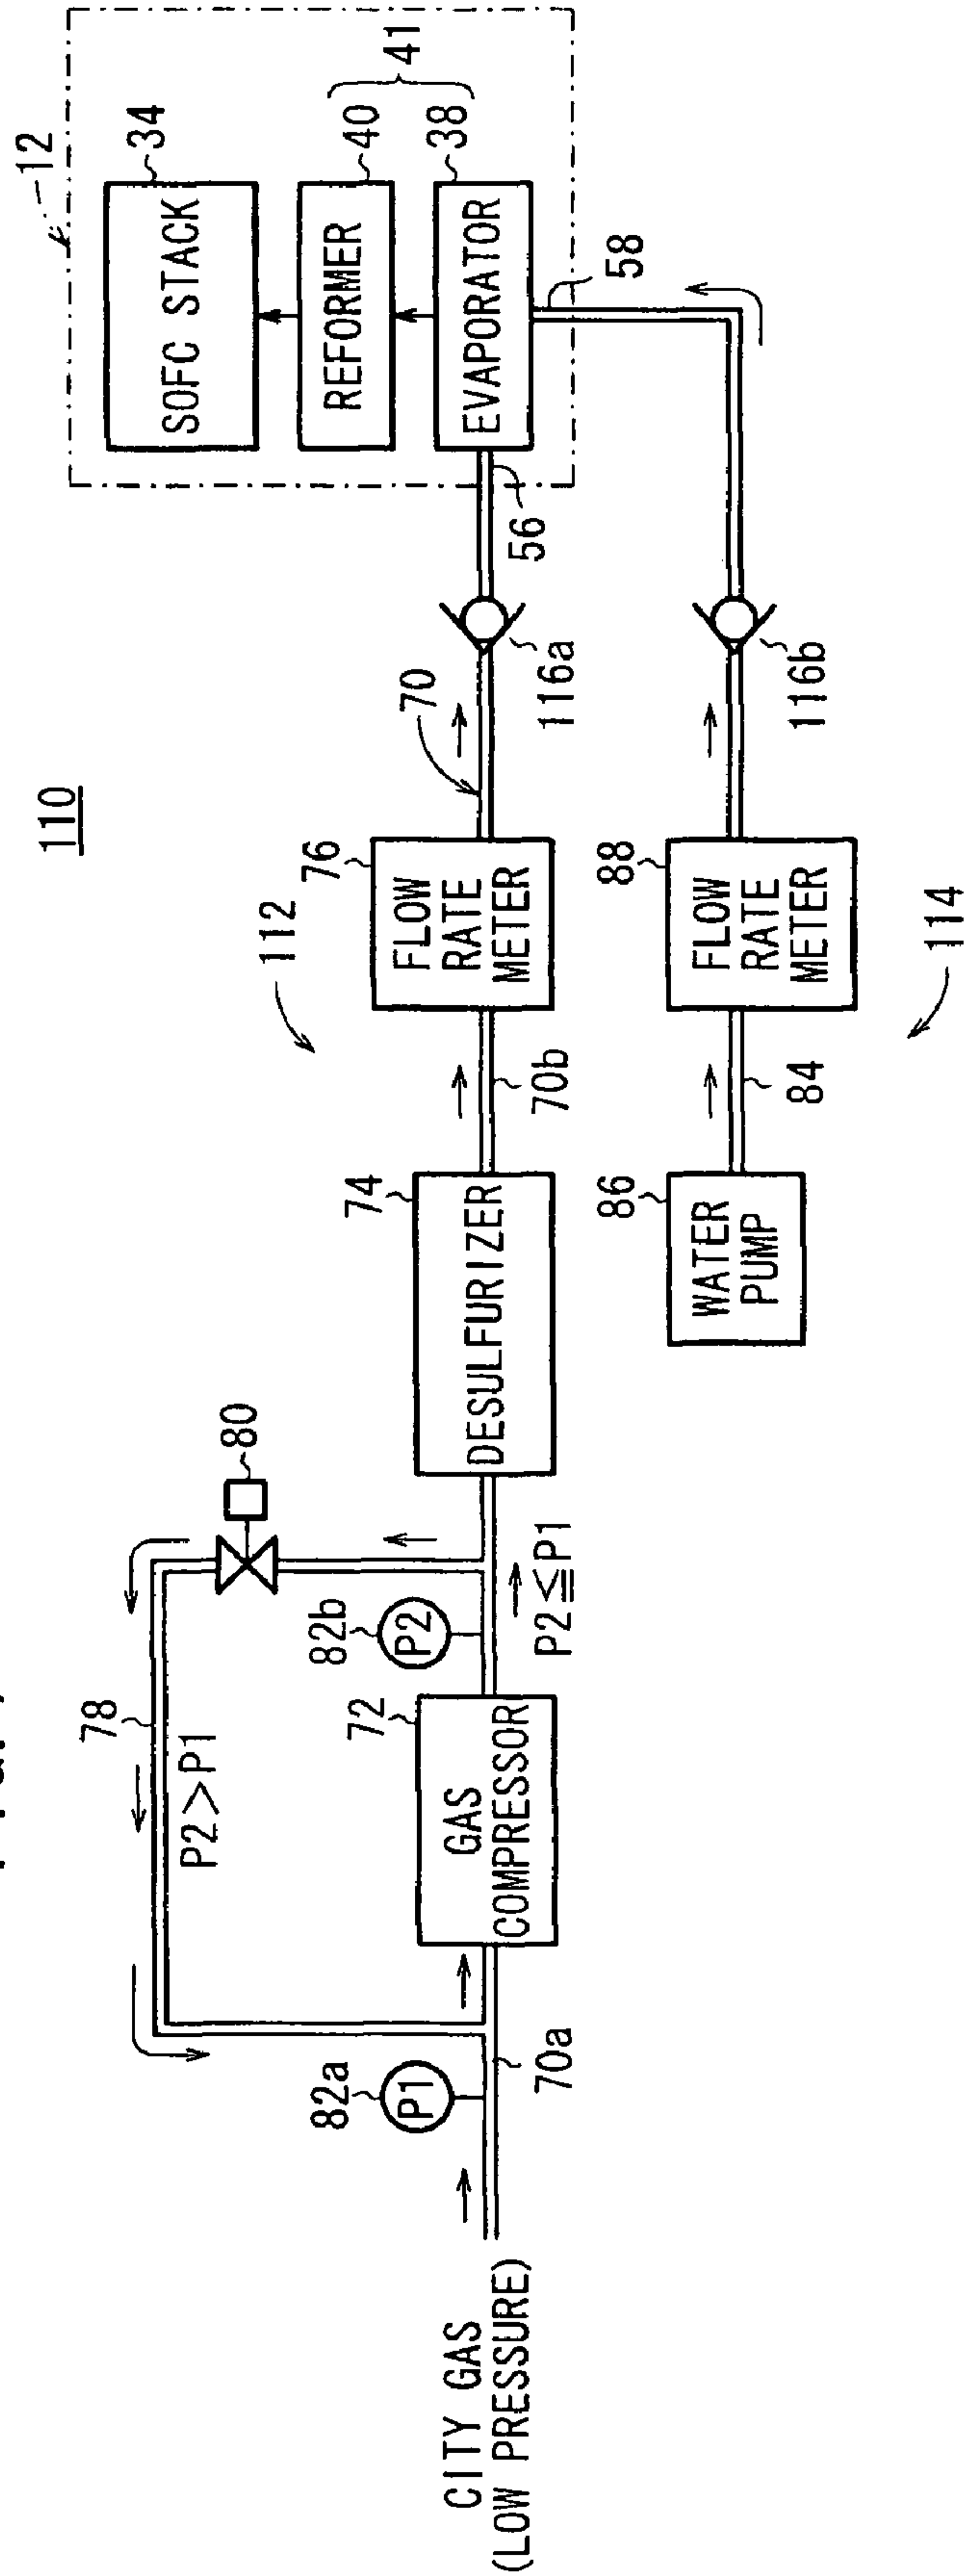 110
12
SOFC STACK
34
REFORMER
40
EVAPORATOR
38
41
56
58
116a
116b
70
112
76
FLOW
RATE
METER
88
FLOW
RATE
METER
114
70b
84
74
DESULFURIZER
86
WATER
PUMP
80
78
P2>P1
82b
P2
P2≦P1
72
GAS
COMPRESSOR
82a
P1
70a
CITY GAS
(LOW PRESSURE)